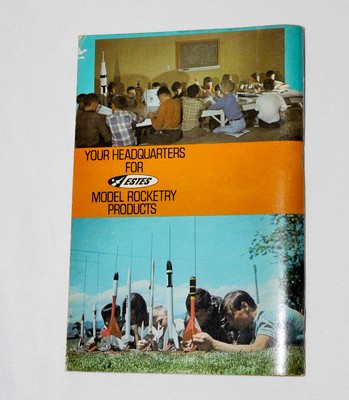 YOUR HEADQUARTERS
FOR
ESTES
MODEL ROCKETRY
PRODUCTS